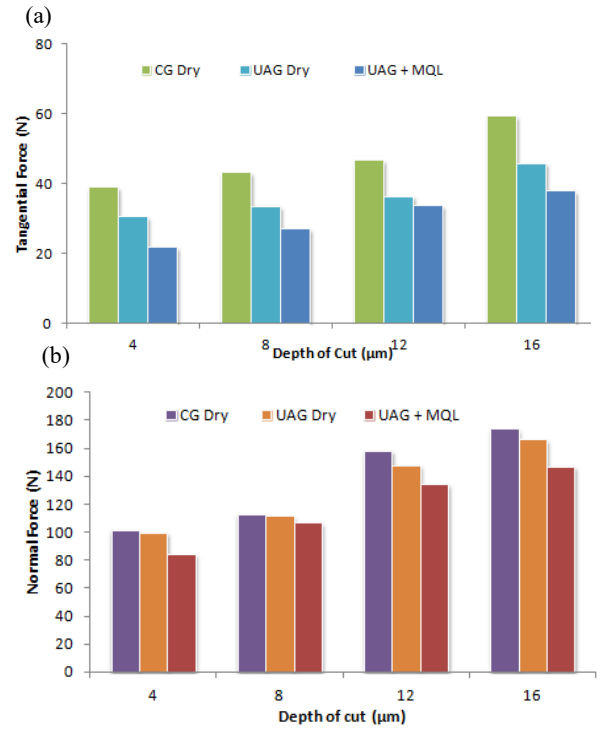 (a)
80
CG Dry UAG Dry UAG + MQL
60
Tangential Force (N)
40
20
0
4 8 12 16
Depth of Cut (µm)
(b)
200
CG Dry UAG Dry UAG + MQL
180
160
140
120
Normal Force (N)
100
80
60
40
20
0
4 8 12 16
Depth of cut (µm)